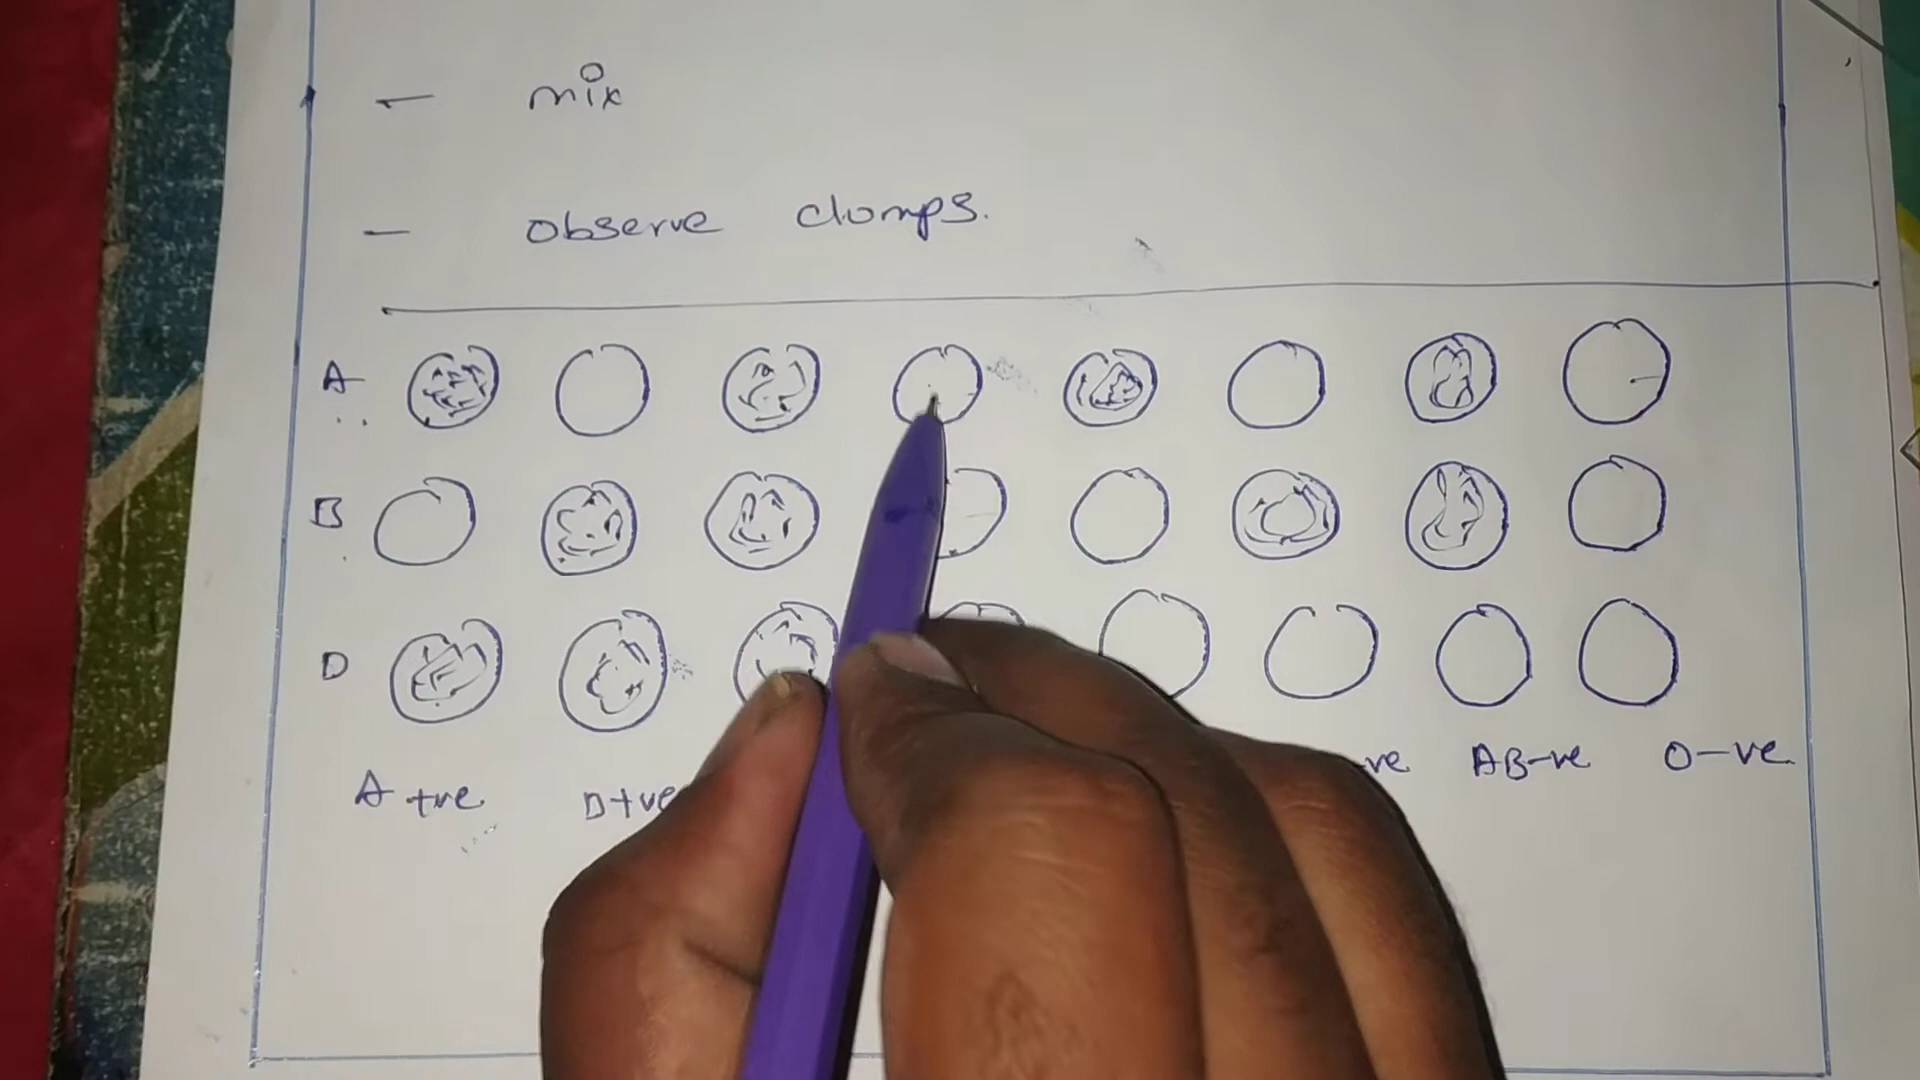 — mix
— observe clomps.
A
B
D
A +ve B+ve -ve AB-ve O-ve